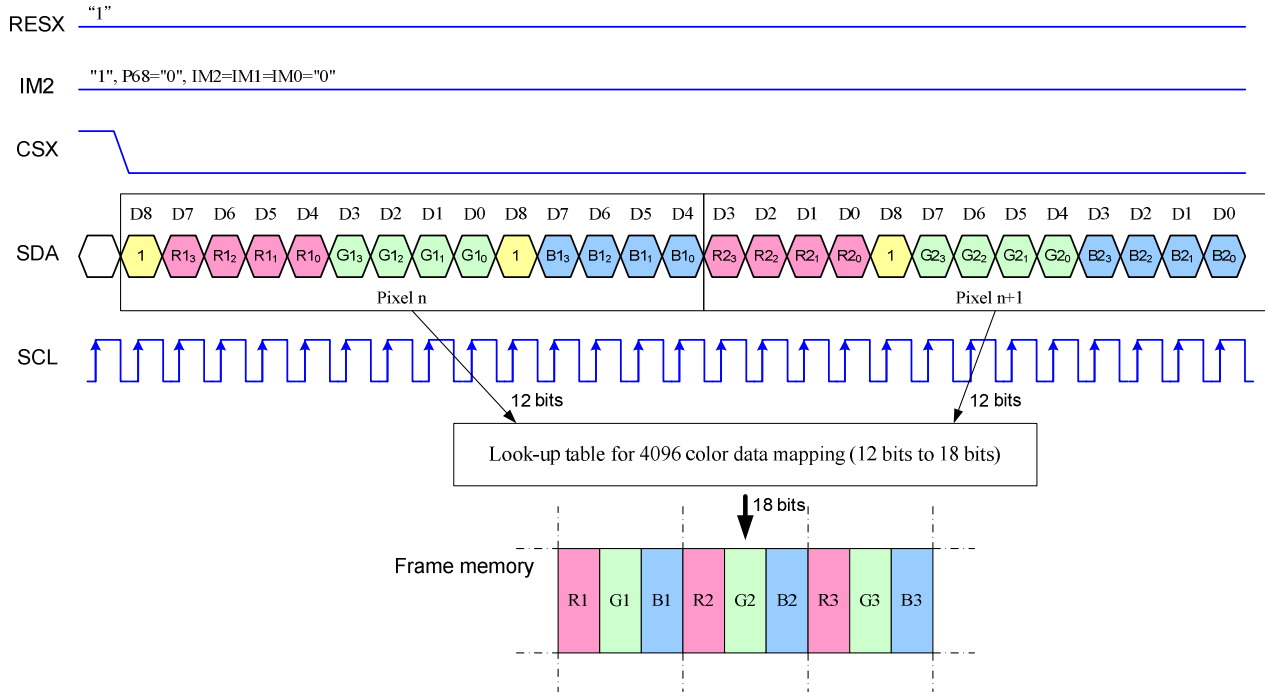 RESX "1"
IM2 "1", P68="0", IM2=IM1=IM0="0"
CSX
D8 D7 D6 D5 D4 D3 D2 D1 D0 D8 D7 D6 D5 D4 D3 D2 D1 D0 D8 D7 D6 D5 D4 D3 D2 D1 D0
SDA 1 R1₃ R1₂ R1₁ R1₀ G1₃ G1₂ G1₁ G1₀ 1 B1₃ B1₂ B1₁ B1₀ R2₃ R2₂ R2₁ R2₀ 1 G2₃ G2₂ G2₁ G2₀ B2₃ B2₂ B2₁ B2₀
Pixel n Pixel n+1
SCL
12 bits 12 bits
Look-up table for 4096 color data mapping (12 bits to 18 bits)
18 bits
Frame memory
R1 G1 B1 R2 G2 B2 R3 G3 B3